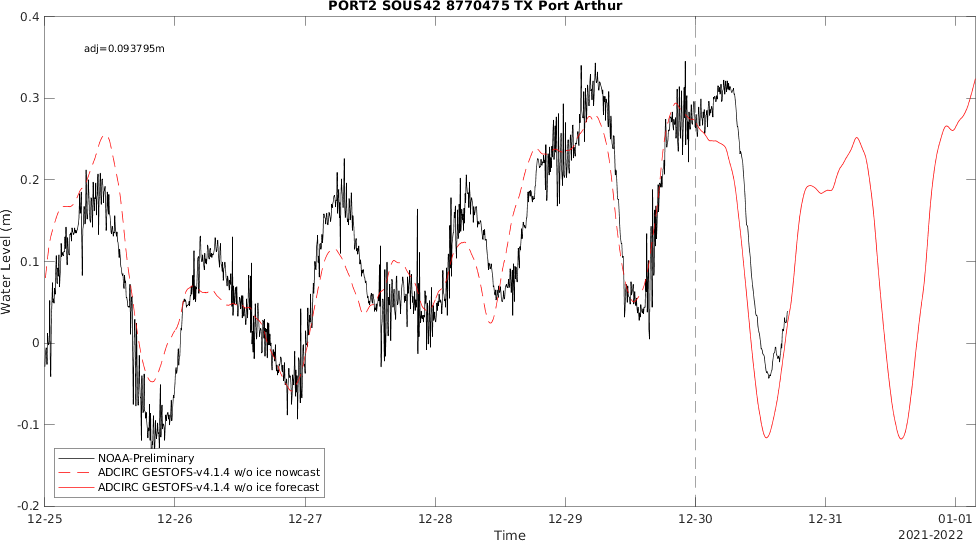 PORT2 SOUS42 8770475 TX Port Arthur
adj=0.093795m
0.4
0.3
0.2
0.1
0
-0.1
-0.2
Water Level (m)
NOAA-Preliminary
ADCIRC GESTOFS-v4.1.4 w/o ice nowcast
ADCIRC GESTOFS-v4.1.4 w/o ice forecast
12-25 12-26 12-27 12-28 12-29 12-30 12-31 01-01
Time
2021-2022